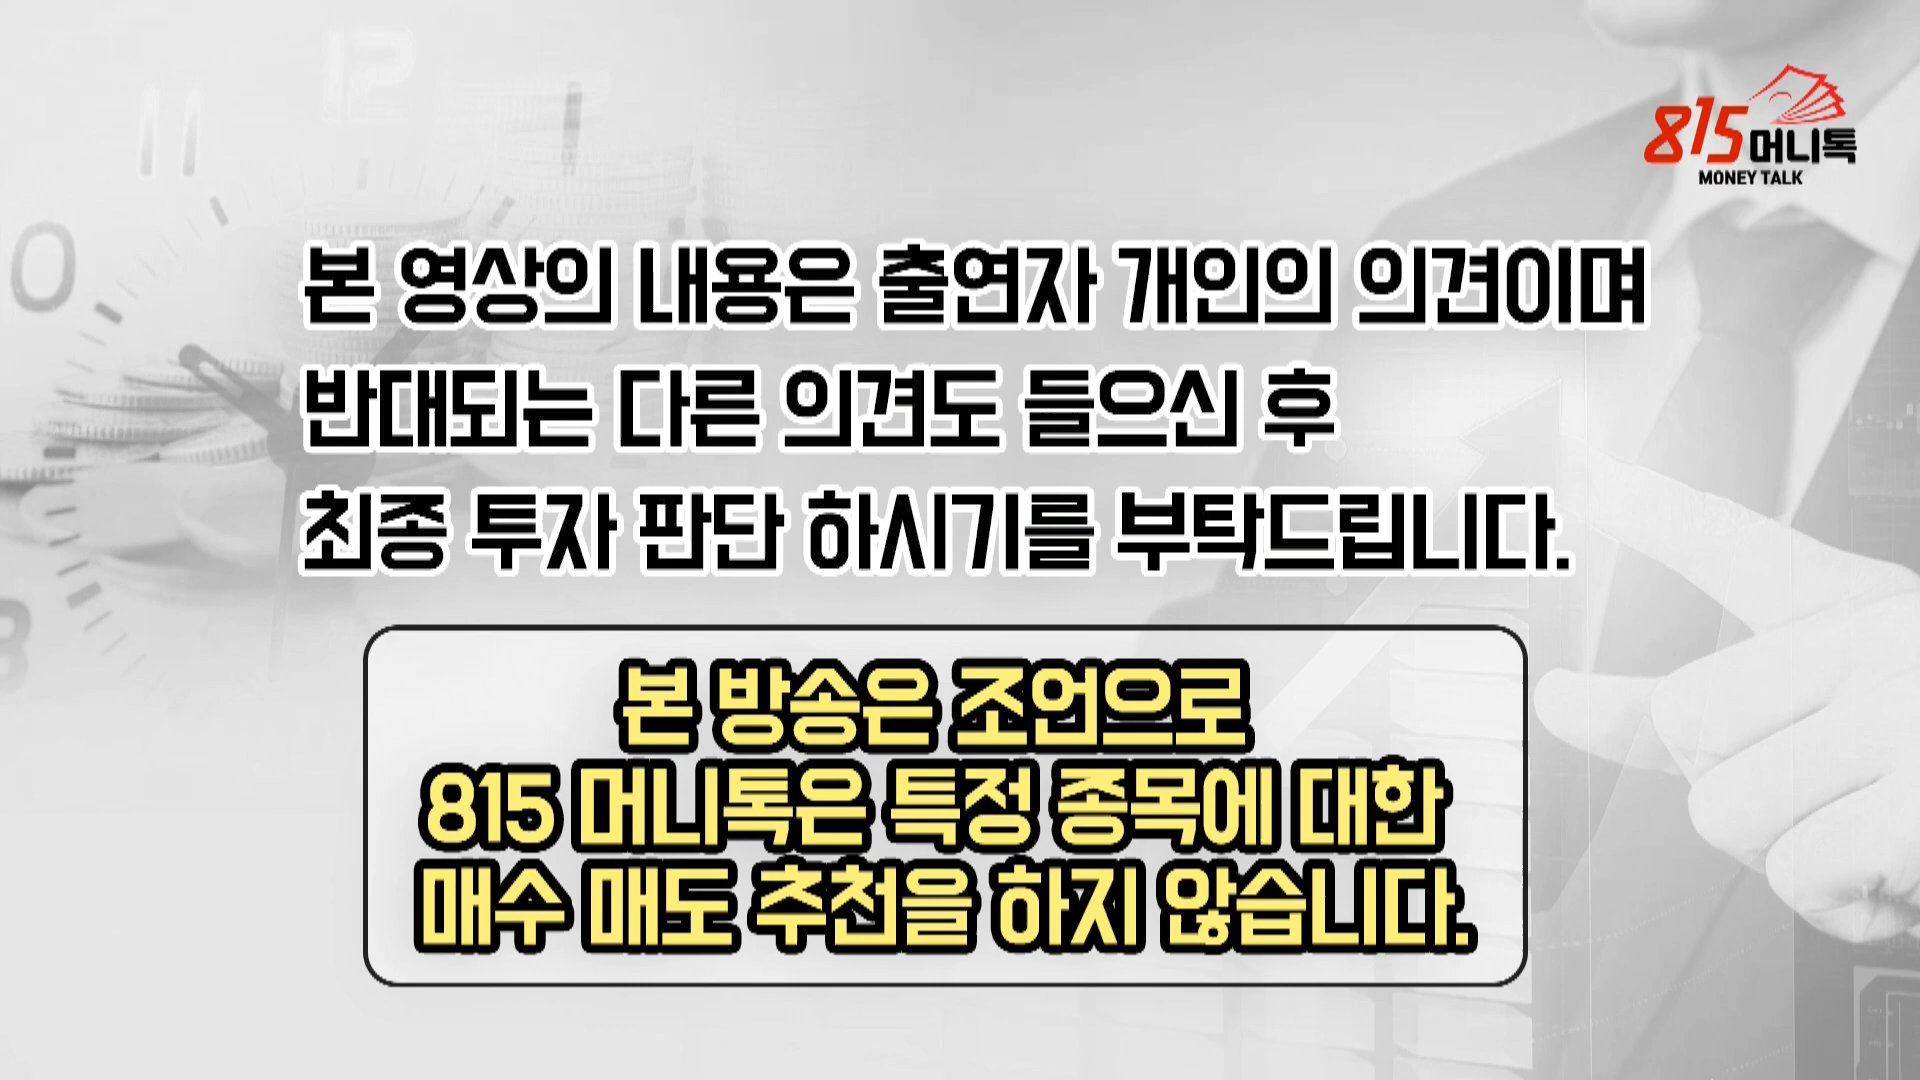 12
11
10
8
815 머니톡
MONEY TALK
본 영상의 내용은 출연자 개인의 의견이며
반대되는 다른 의견도 들으신 후
최종 투자 판단 하시기를 부탁드립니다.
본 방송은 조언으로
815 머니톡은 특정 종목에 대한
매수 매도 추천을 하지 않습니다.